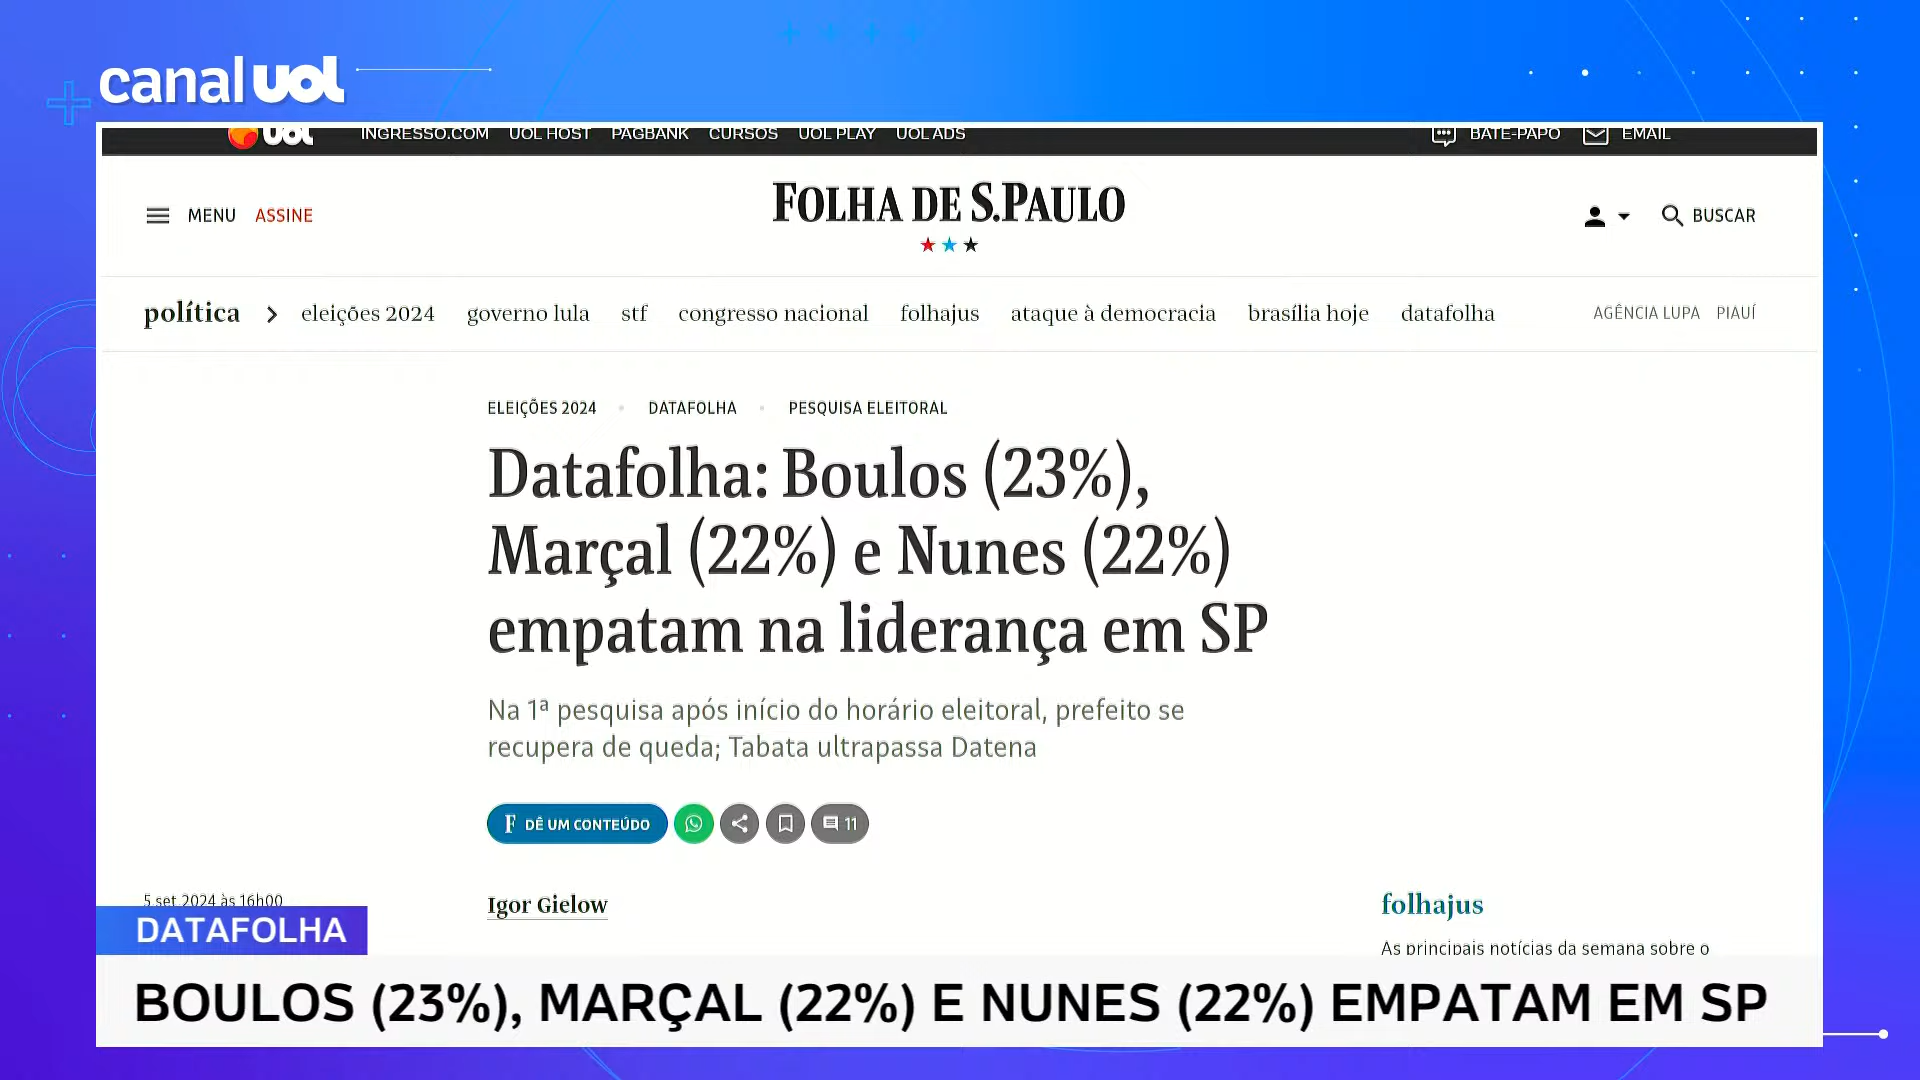 canal uol
uol INGRESSO.COM UOL HOST PAGBANK CURSOS UOL PLAY UOL ADS BATE-PAPO EMAIL
MENU ASSINE FOLHA DE S.PAULO BUSCAR
política eleições 2024 governo lula stf congresso nacional folhajus ataque à democracia brasília hoje datafolha AGÊNCIA LUPA PIAUÍ
ELEIÇÕES 2024 DATAFOLHA PESQUISA ELEITORAL
Datafolha: Boulos (23%),
Marçal (22%) e Nunes (22%)
empatam na liderança em SP
Na 1ª pesquisa após início do horário eleitoral, prefeito se
recupera de queda; Tabata ultrapassa Datena
F DÊ UM CONTEÚDO 11
5 set.2024 às 16h00 Igor Gielow folhajus
As principais notícias da semana sobre o
DATAFOLHA
BOULOS (23%), MARÇAL (22%) E NUNES (22%) EMPATAM EM SP